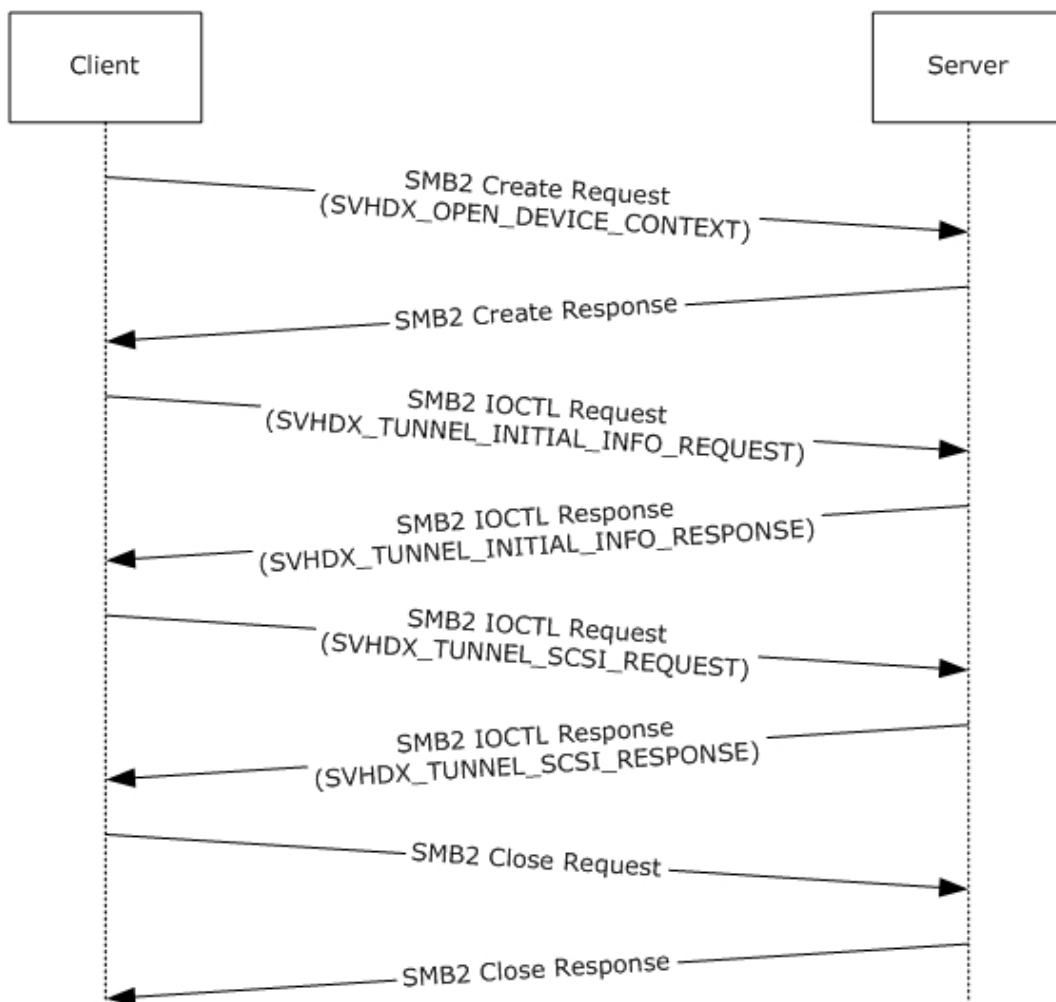 Client
Server
SMB2 Create Request
(SVHDX_OPEN_DEVICE_CONTEXT)
SMB2 Create Response
SMB2 IOCTL Request
(SVHDX_TUNNEL_INITIAL_INFO_REQUEST)
SMB2 IOCTL Response
(SVHDX_TUNNEL_INITIAL_INFO_RESPONSE)
SMB2 IOCTL Request
(SVHDX_TUNNEL_SCSI_REQUEST)
SMB2 IOCTL Response
(SVHDX_TUNNEL_SCSI_RESPONSE)
SMB2 Close Request
SMB2 Close Response